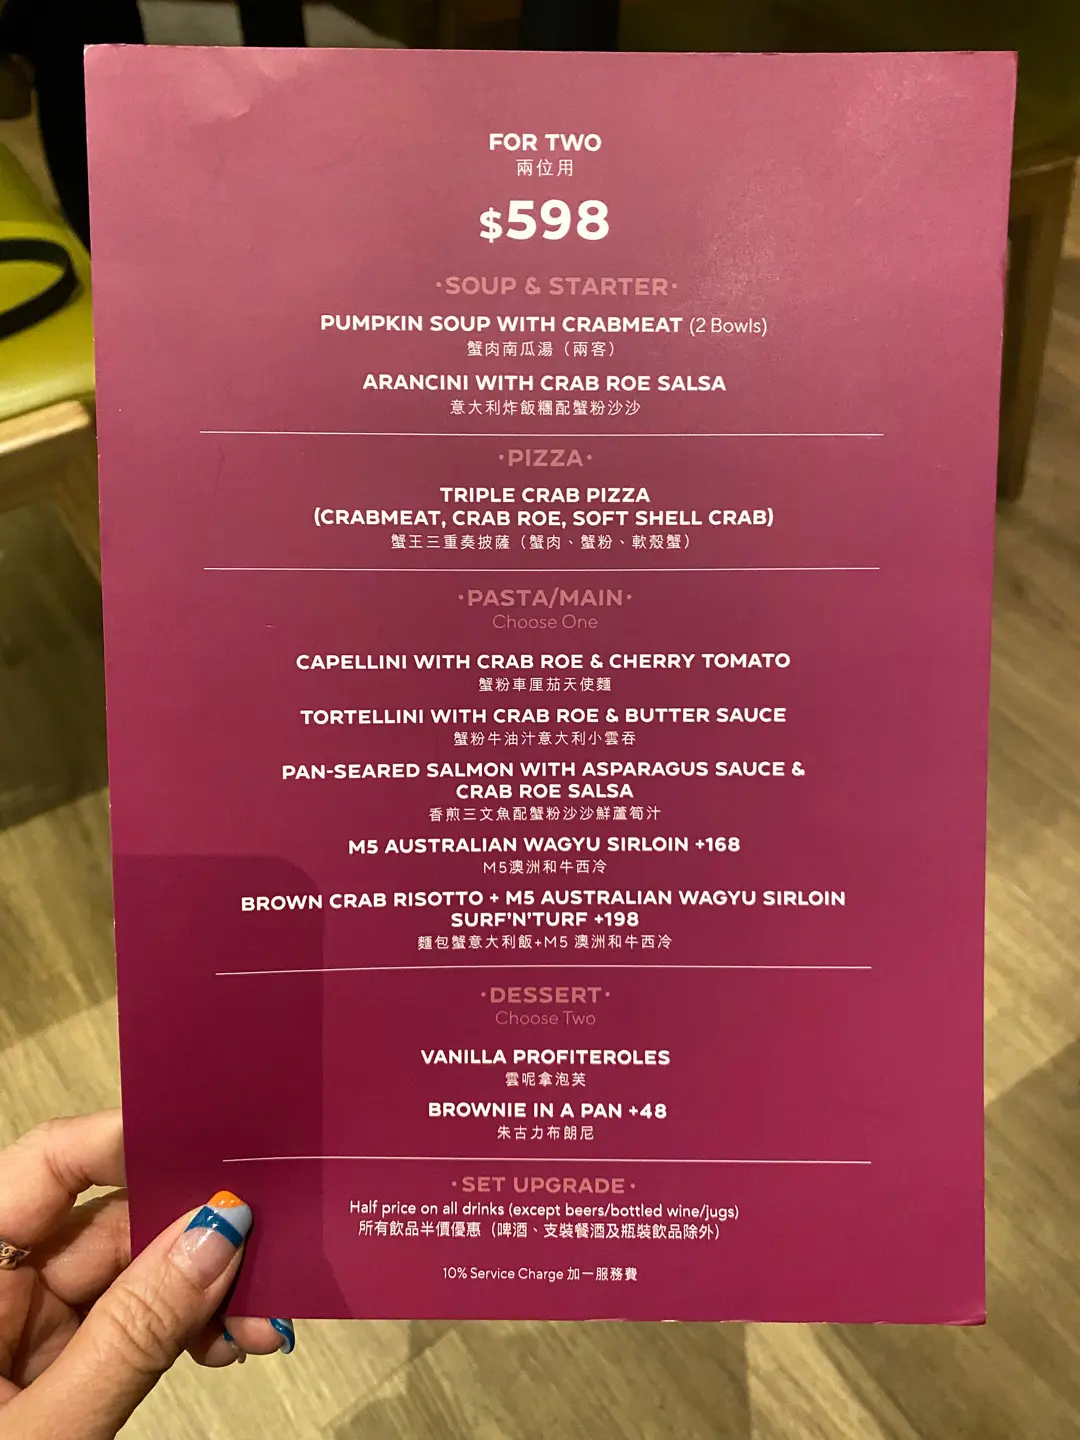 FOR TWO
兩位用
$598
·SOUP & STARTER·
PUMPKIN SOUP WITH CRABMEAT (2 Bowls)
蟹肉南瓜湯（兩客）
ARANCINI WITH CRAB ROE SALSA
意大利炸飯糰配蟹粉沙沙
·PIZZA·
TRIPLE CRAB PIZZA
(CRABMEAT, CRAB ROE, SOFT SHELL CRAB)
蟹王三重奏披薩（蟹肉、蟹粉、軟殼蟹）
·PASTA/MAIN·
Choose One
CAPELLINI WITH CRAB ROE & CHERRY TOMATO
蟹粉車厘茄天使麵
TORTELLINI WITH CRAB ROE & BUTTER SAUCE
蟹粉牛油汁意大利小雲吞
PAN-SEARED SALMON WITH ASPARAGUS SAUCE &
CRAB ROE SALSA
香煎三文魚配蟹粉沙沙鮮蘆筍汁
M5 AUSTRALIAN WAGYU SIRLOIN +168
M5澳洲和牛西冷
BROWN CRAB RISOTTO + M5 AUSTRALIAN WAGYU SIRLOIN
SURF'N'TURF +198
麵包蟹意大利飯+M5 澳洲和牛西冷
·DESSERT·
Choose Two
VANILLA PROFITEROLES
雲呢拿泡芙
BROWNIE IN A PAN +48
朱古力布朗尼
·SET UPGRADE·
Half price on all drinks (except beers/bottled wine/jugs)
所有飲品半價優惠（啤酒、支裝餐酒及瓶裝飲品除外）
10% Service Charge 加一服務費